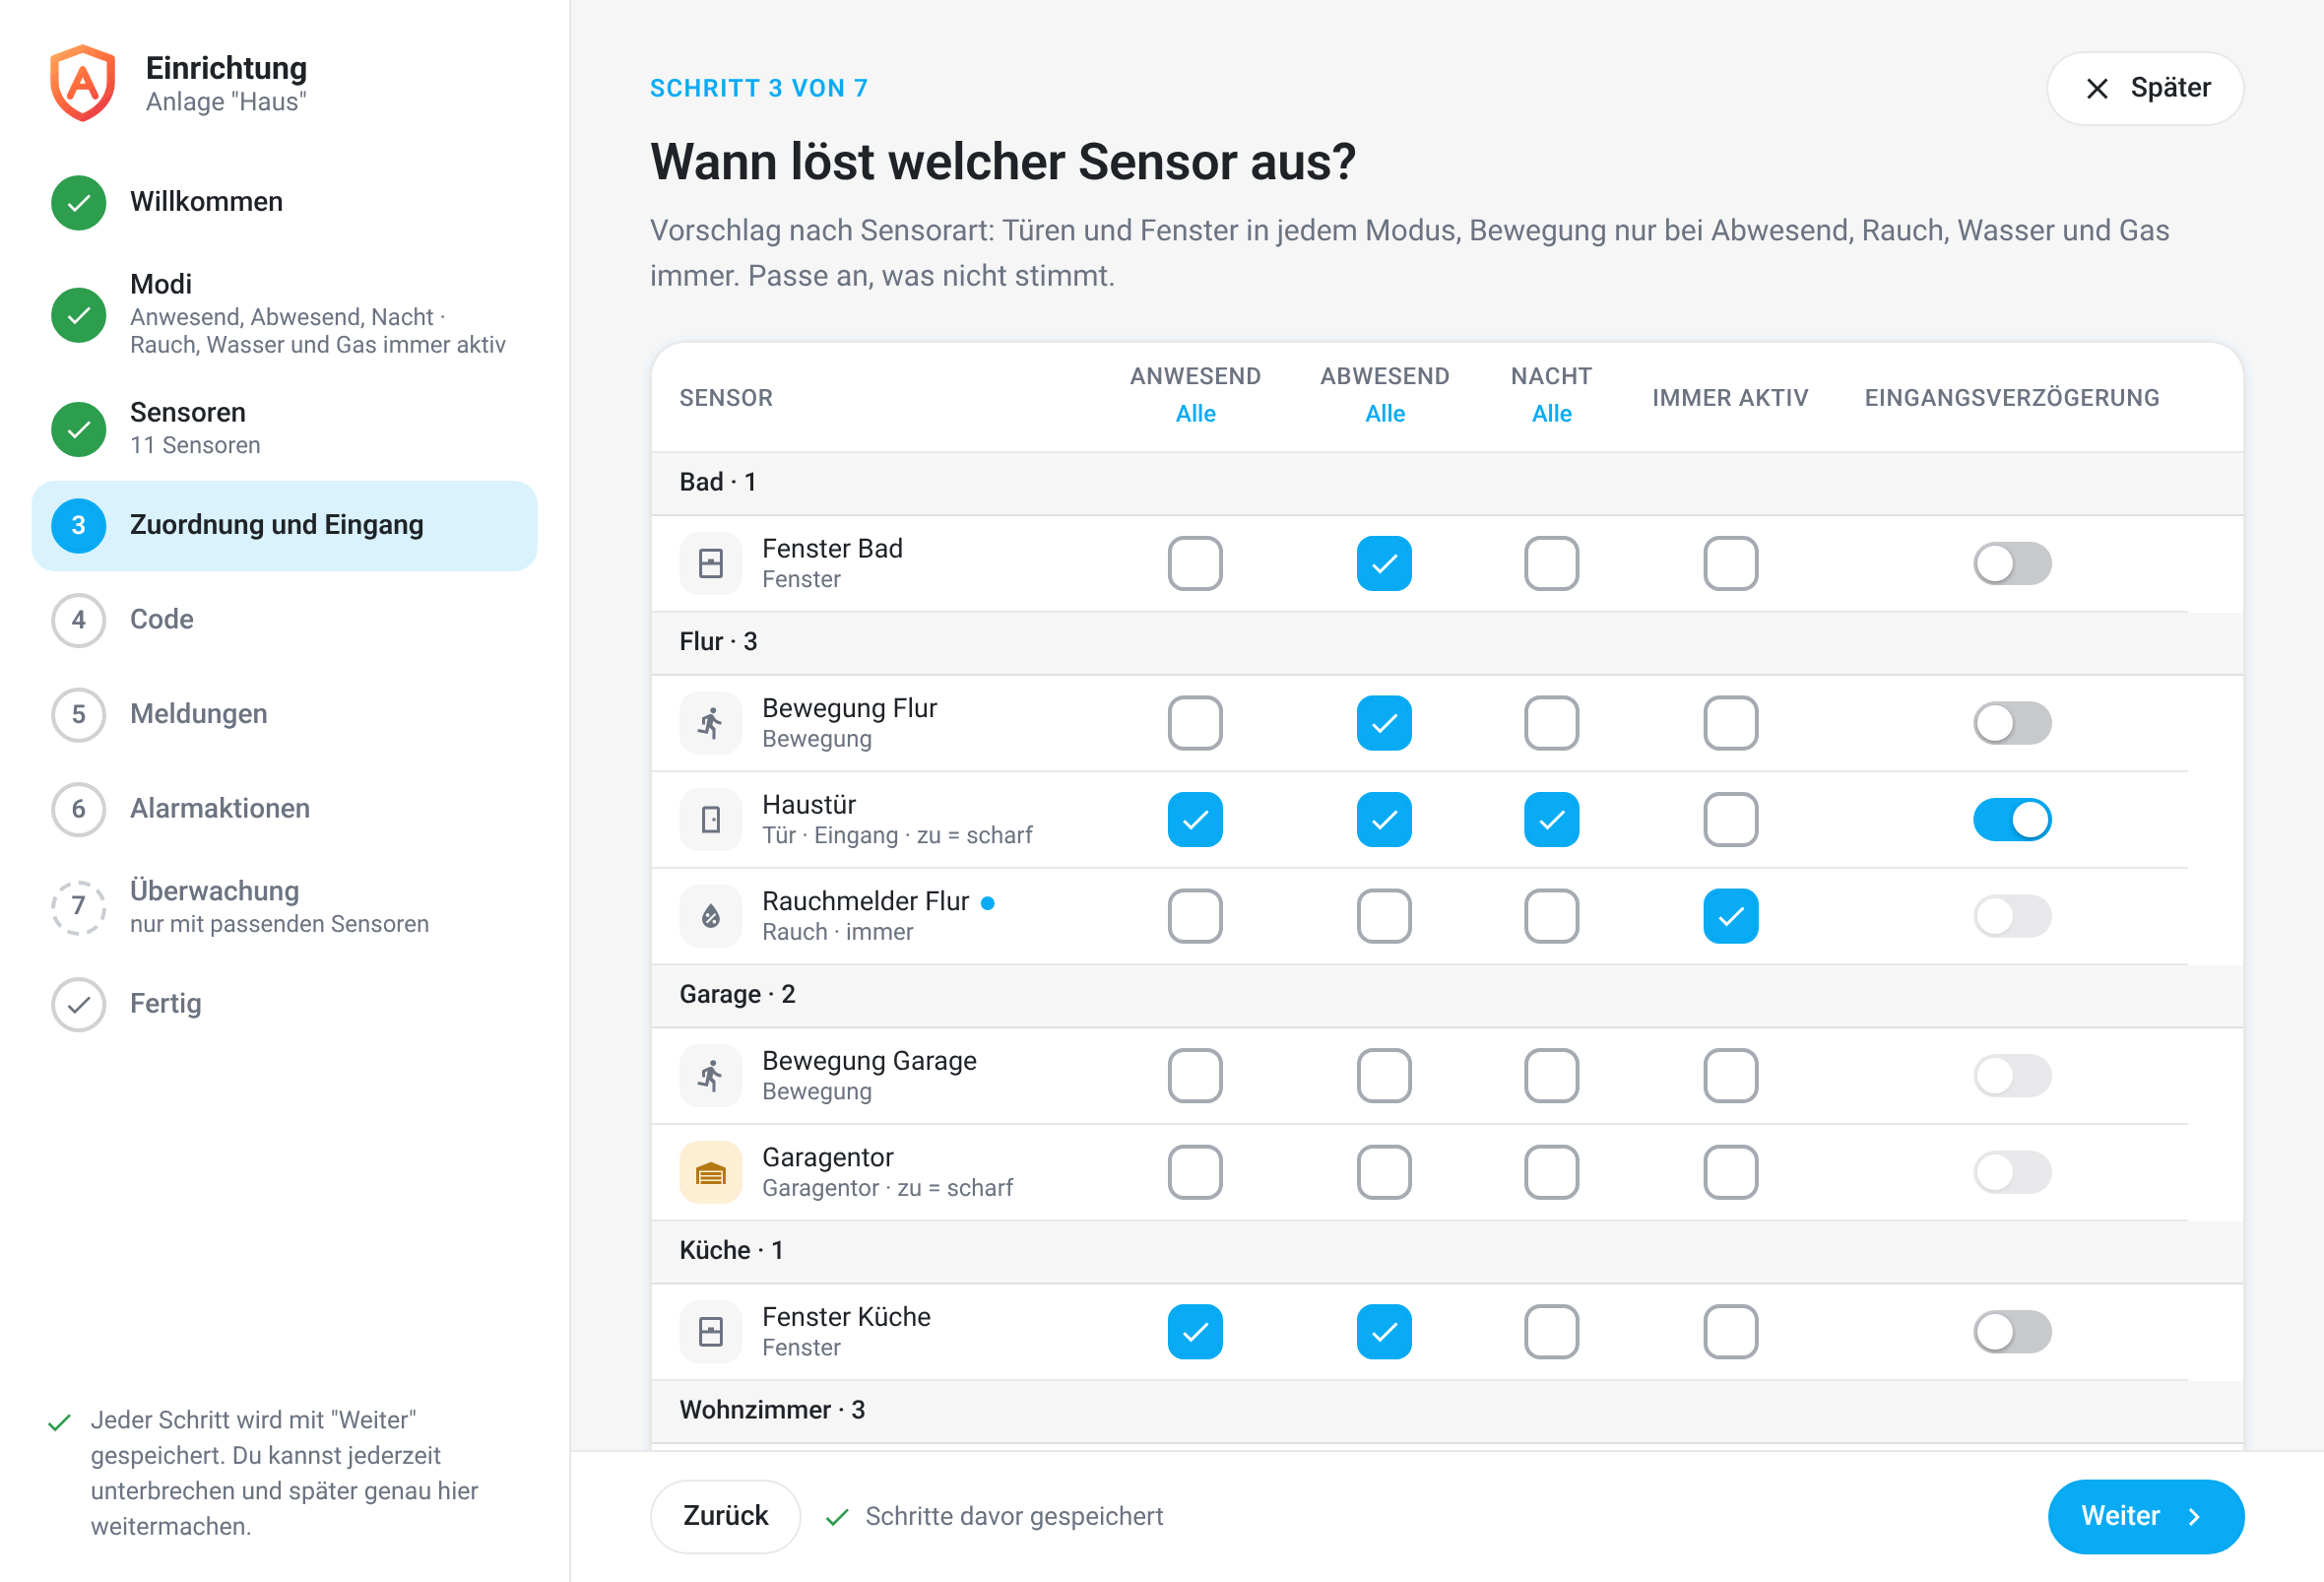 Einrichtung
Anlage "Haus"
Willkommen
Modi
Anwesend, Abwesend, Nacht ·
Rauch, Wasser und Gas immer aktiv
Sensoren
11 Sensoren
3 Zuordnung und Eingang
4 Code
5 Meldungen
6 Alarmaktionen
7 Überwachung
nur mit passenden Sensoren
Fertig
Jeder Schritt wird mit "Weiter"
gespeichert. Du kannst jederzeit
unterbrechen und später genau hier
weitermachen.
SCHRITT 3 VON 7
Später
Wann löst welcher Sensor aus?
Vorschlag nach Sensorart: Türen und Fenster in jedem Modus, Bewegung nur bei Abwesend, Rauch, Wasser und Gas
immer. Passe an, was nicht stimmt.
SENSOR ANWESEND ABWESEND NACHT IMMER AKTIV EINGANGSVERZÖGERUNG
Alle Alle Alle
Bad · 1
Fenster Bad
Fenster
Flur · 3
Bewegung Flur
Bewegung
Haustür
Tür · Eingang · zu = scharf
Rauchmelder Flur
Rauch · immer
Garage · 2
Bewegung Garage
Bewegung
Garagentor
Garagentor · zu = scharf
Küche · 1
Fenster Küche
Fenster
Wohnzimmer · 3
Zurück
Schritte davor gespeichert
Weiter